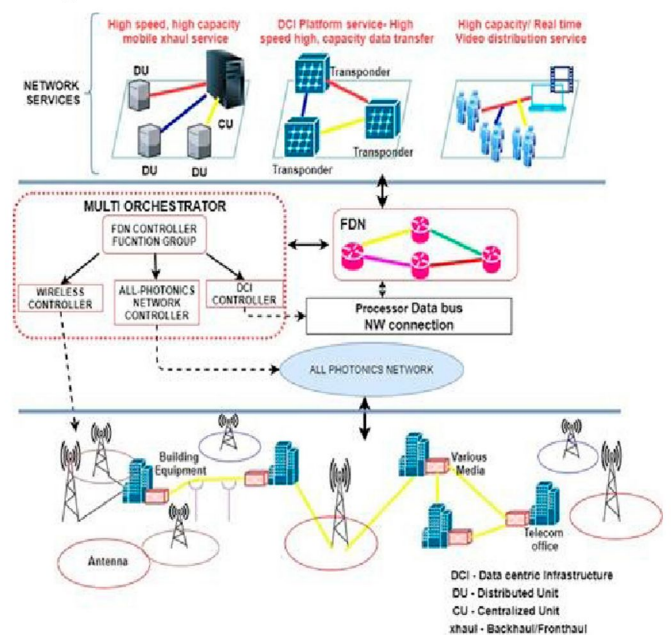 High speed, high capacity
mobile xhaul service
DCI Platform service- High
speed high, capacity data transfer
High capacity/ Real time
Video distribution service
NETWORK
SERVICES
DU
CU
DU
DU
Transponder
Transponder
Transponder
MULTI ORCHESTRATOR
FDN CONTROLLER
FUCNTION GROUP
WIRELESS
CONTROLLER
ALL-PHOTONICS
NETWORK
CONTROLLER
DCI
CONTROLLER
FDN
Processor Data bus
NW connection
ALL PHOTONICS NETWORK
Building
Equipment
Various
Media
Antenna
Telecom
office
DCI - Data centric Infrastructure
DU - Distributed Unit
CU - Centralized Unit
xhaul - Backhaul/Fronthaul